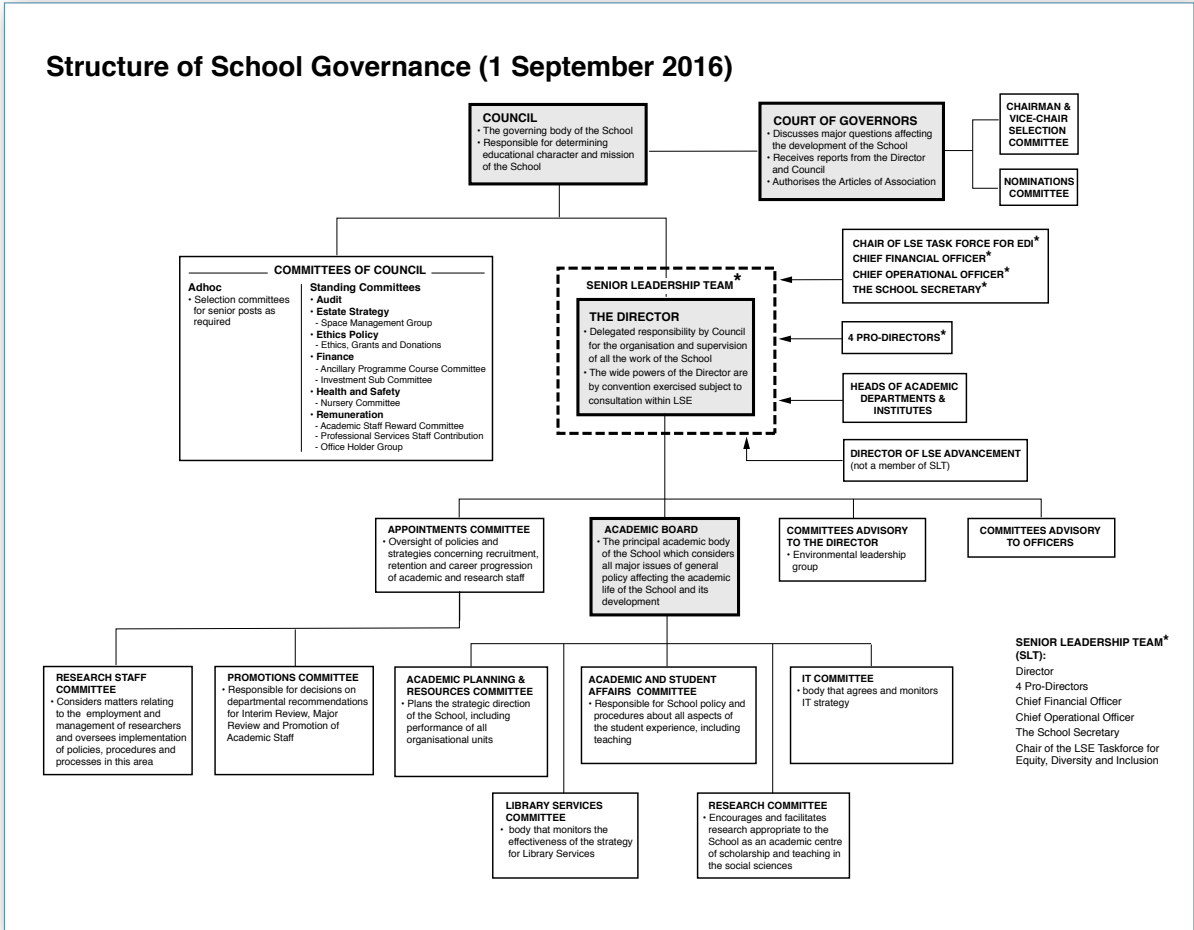 Structure of School Governance (1 September 2016)
COUNCIL
• The governing body of the School
• Responsible for determining
educational character and mission
of the School
COURT OF GOVERNORS
• Discusses major questions affecting
the development of the School
• Receives reports from the Director
and Council
• Authorises the Articles of Association
CHAIRMAN &
VICE-CHAIR
SELECTION
COMMITTEE
NOMINATIONS
COMMITTEE
COMMITTEES OF COUNCIL
Adhoc
• Selection committees
for senior posts as
required
Standing Committees
• Audit
• Estate Strategy
- Space Management Group
• Ethics Policy
- Ethics, Grants and Donations
• Finance
- Ancillary Programme Course Committee
- Investment Sub Committee
• Health and Safety
- Nursery Committee
• Remuneration
- Academic Staff Reward Committee
- Professional Services Staff Contribution
- Office Holder Group
SENIOR LEADERSHIP TEAM*
THE DIRECTOR
• Delegated responsibility by Council
for the organisation and supervision
of all the work of the School
• The wide powers of the Director are
by convention exercised subject to
consultation within LSE
CHAIR OF LSE TASK FORCE FOR EDI*
CHIEF FINANCIAL OFFICER*
CHIEF OPERATIONAL OFFICER*
THE SCHOOL SECRETARY*
4 PRO-DIRECTORS*
HEADS OF ACADEMIC
DEPARTMENTS &
INSTITUTES
DIRECTOR OF LSE ADVANCEMENT
(not a member of SLT)
APPOINTMENTS COMMITTEE
• Oversight of policies and
strategies concerning recruitment,
retention and career progression
of academic and research staff
ACADEMIC BOARD
• The principal academic body
of the School which considers
all major issues of general
policy affecting the academic
life of the School and its
development
COMMITTEES ADVISORY
TO THE DIRECTOR
• Environmental leadership
group
COMMITTEES ADVISORY
TO OFFICERS
RESEARCH STAFF
COMMITTEE
• Considers matters relating
to the employment and
management of researchers
and oversees implementation
of policies, procedures and
processes in this area
PROMOTIONS COMMITTEE
• Responsible for decisions on
departmental recommendations
for Interim Review, Major
Review and Promotion of
Academic Staff
ACADEMIC PLANNING &
RESOURCES COMMITTEE
• Plans the strategic direction
of the School, including
performance of all
organisational units
ACADEMIC AND STUDENT
AFFAIRS COMMITTEE
• Responsible for School policy and
procedures about all aspects of
the student experience, including
teaching
IT COMMITTEE
• body that agrees and monitors
IT strategy
LIBRARY SERVICES
COMMITTEE
• body that monitors the
effectiveness of the strategy
for Library Services
RESEARCH COMMITTEE
• Encourages and facilitates
research appropriate to the
School as an academic centre
of scholarship and teaching in
the social sciences
SENIOR LEADERSHIP TEAM*
(SLT):
Director
4 Pro-Directors
Chief Financial Officer
Chief Operational Officer
The School Secretary
Chair of the LSE Taskforce for
Equity, Diversity and Inclusion